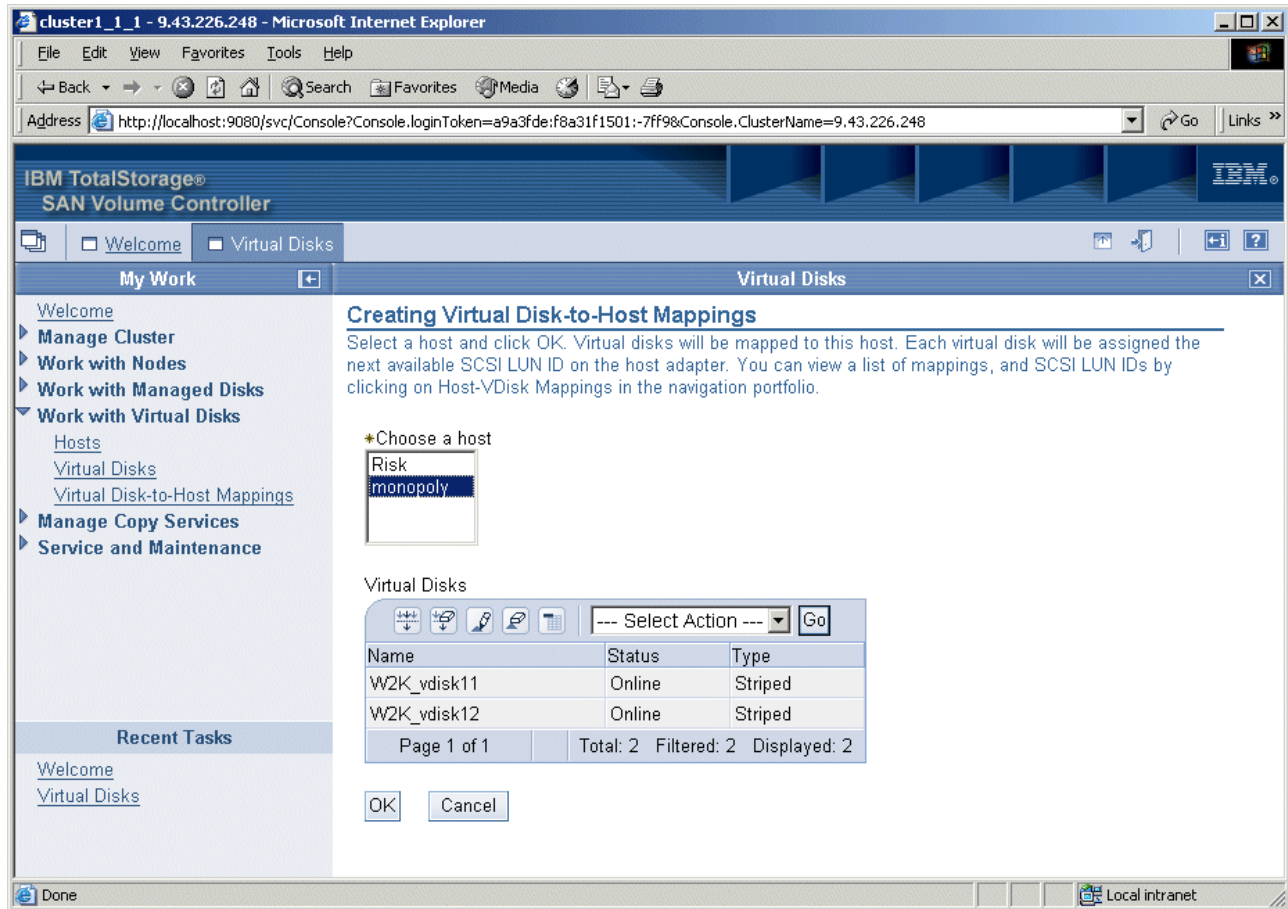 cluster1_1_1 - 9.43.226.248 - Microsoft Internet Explorer
File Edit View Favorites Tools Help
Back Search Favorites Media
Address http://localhost:9080/svc/Console?Console.loginToken=a9a3fde:f8a31f1501:-7ff9&Console.ClusterName=9.43.226.248 Go Links »
IBM TotalStorage®
SAN Volume Controller
IBM®
Welcome Virtual Disks
My Work
Virtual Disks
Welcome
Manage Cluster
Work with Nodes
Work with Managed Disks
Work with Virtual Disks
Hosts
Virtual Disks
Virtual Disk-to-Host Mappings
Manage Copy Services
Service and Maintenance
Recent Tasks
Welcome
Virtual Disks
Creating Virtual Disk-to-Host Mappings
Select a host and click OK. Virtual disks will be mapped to this host. Each virtual disk will be assigned the
next available SCSI LUN ID on the host adapter. You can view a list of mappings, and SCSI LUN IDs by
clicking on Host-VDisk Mappings in the navigation portfolio.
*Choose a host
Risk
monopoly
Virtual Disks
--- Select Action --- Go
Name Status Type
W2K_vdisk11 Online Striped
W2K_vdisk12 Online Striped
Page 1 of 1 Total: 2 Filtered: 2 Displayed: 2
OK Cancel
Done Local intranet